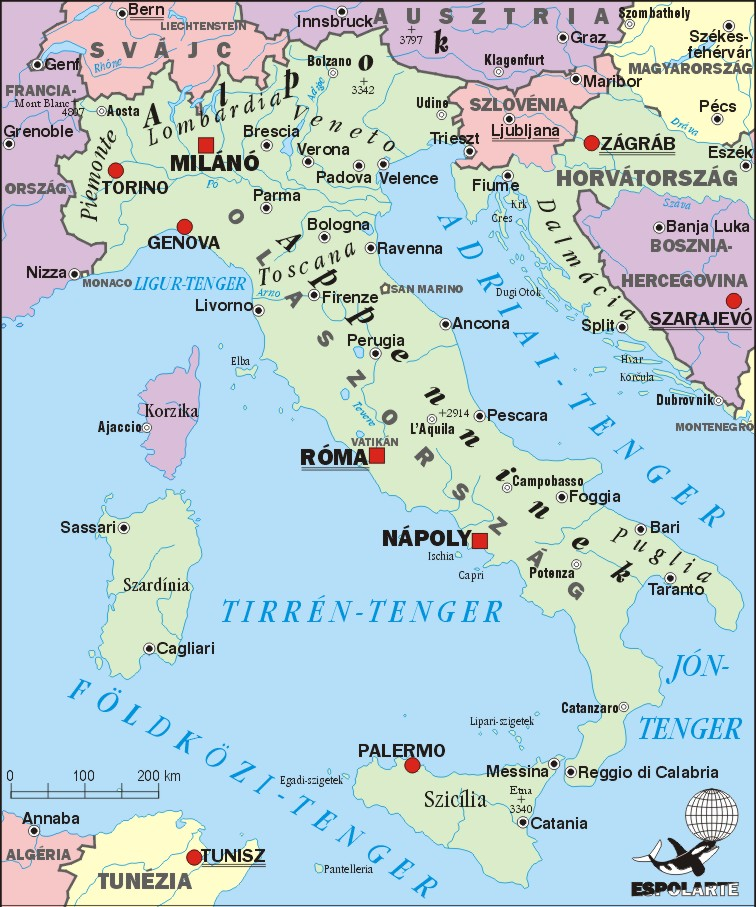 Bern
LIECHTENSTEIN
SVÁJC
Innsbruck
AUSZTRIA
+
3797
Szombathely
Graz
Székes-
fehérvár
Genf
Rhône
Bolzano
+
3342
Klagenfurt
MAGYARORSZÁG
Maribor
FRANCIA-
ORSZÁG
Mont Blanc
4807
Aosta
Alpok
Lombardia
Adige
Udine
SZLOVÉNIA
Ljubljana
Pécs
Dráva
Grenoble
Piemonte
MILÁNÓ
Brescia
Veneto
Verona
Padova
Velence
Trieszt
ZÁGRÁB
Eszék
TORINO
Po
Parma
Fiume
HORVÁTORSZÁG
Krk
Cres
Száva
GENOVA
Bologna
Ravenna
Banja Luka
BOSZNIA-
HERCEGOVINA
Dalmácia
Toscana
Nizza
MONACO
LIGUR-TENGER
Arno
Firenze
SAN MARINO
Dugi Otok
Livorno
Ancona
Split
SZARAJEVÓ
Perugia
Appenninek
OLASZORSZÁG
ADRIAI-TENGER
Elba
Hvar
Korčula
Korzika
Ajaccio
Tevere
+2914
L'Aquila
Pescara
Dubrovnik
MONTENEGRO
VATIKÁN
RÓMA
Campobasso
Foggia
Sassari
NÁPOLY
Ischia
Capri
Bari
Puglia
Potenza
Taranto
Szardínia
TIRRÉN-TENGER
Cagliari
JÓN-
TENGER
FÖLDKÖZI-TENGER
Catanzaro
Lipari-szigetek
PALERMO
Messina
Reggio di Calabria
Egadi-szigetek
Szicília
Etna
+
3340
Catania
0 100 200 km
Annaba
ALGÉRIA
TUNISZ
TUNÉZIA
Pantelleria
ESPOLARTE